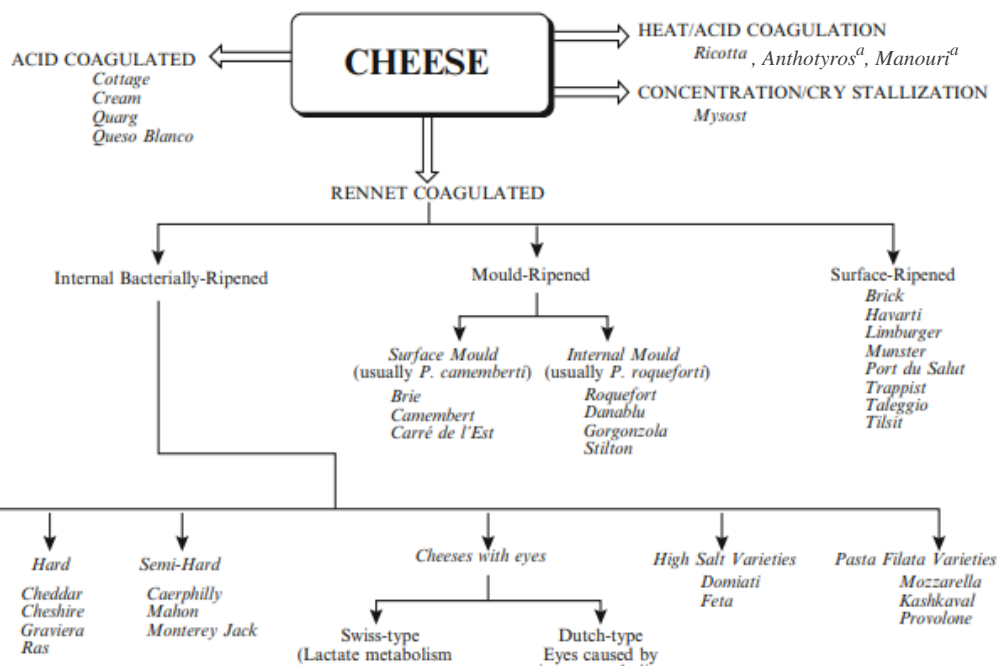 CHEESE
ACID COAGULATED
Cottage
Cream
Quarg
Queso Blanco
HEAT/ACID COAGULATION
Ricotta , Anthotyrosᵃ, Manouriᵃ
CONCENTRATION/CRY STALLIZATION
Mysost
RENNET COAGULATED
Internal Bacterially-Ripened
Mould-Ripened
Surface-Ripened
Brick
Havarti
Limburger
Munster
Port du Salut
Trappist
Taleggio
Tilsit
Surface Mould
(usually P. camemberti)
Brie
Camembert
Carré de l'Est
Internal Mould
(usually P. roqueforti)
Roquefort
Danablu
Gorgonzola
Stilton
Hard
Cheddar
Cheshire
Graviera
Ras
Semi-Hard
Caerphilly
Mahon
Monterey Jack
Cheeses with eyes
Swiss-type
(Lactate metabolism
Dutch-type
Eyes caused by
High Salt Varieties
Domiati
Feta
Pasta Filata Varieties
Mozzarella
Kashkaval
Provolone